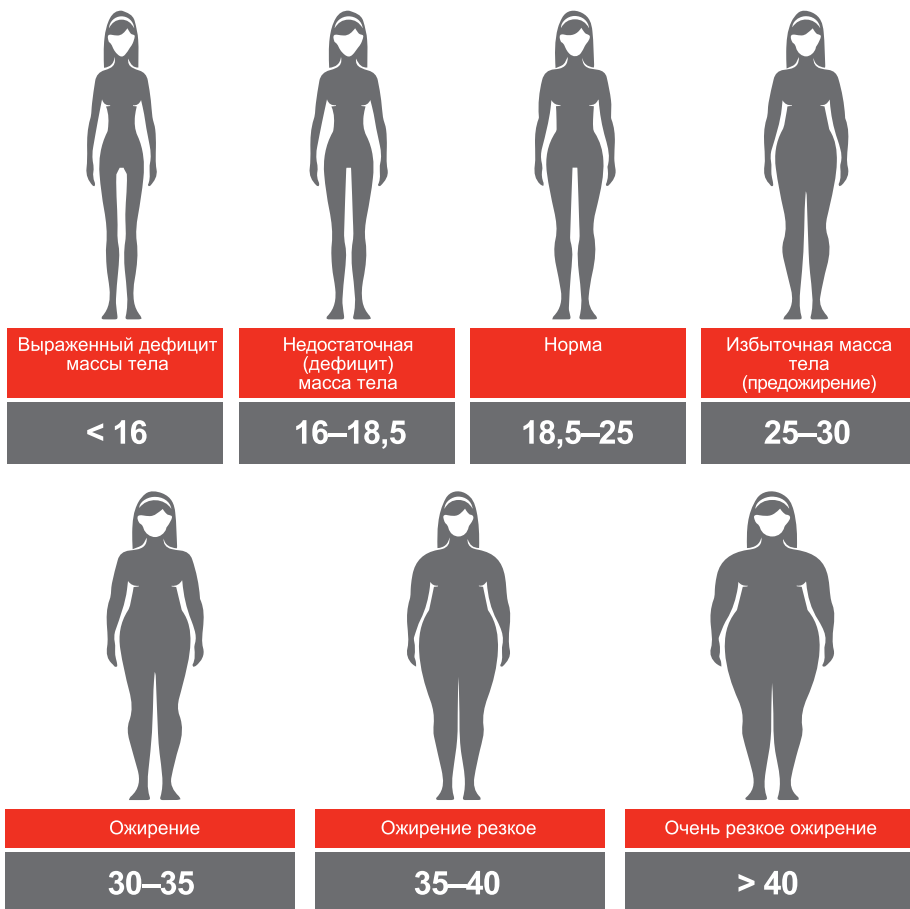 Выраженный дефицит
массы тела
Недостаточная
(дефицит)
масса тела
Норма
Избыточная масса
тела
(предожирение)
< 16
16–18,5
18,5–25
25–30
Ожирение
Ожирение резкое
Очень резкое ожирение
30–35
35–40
> 40